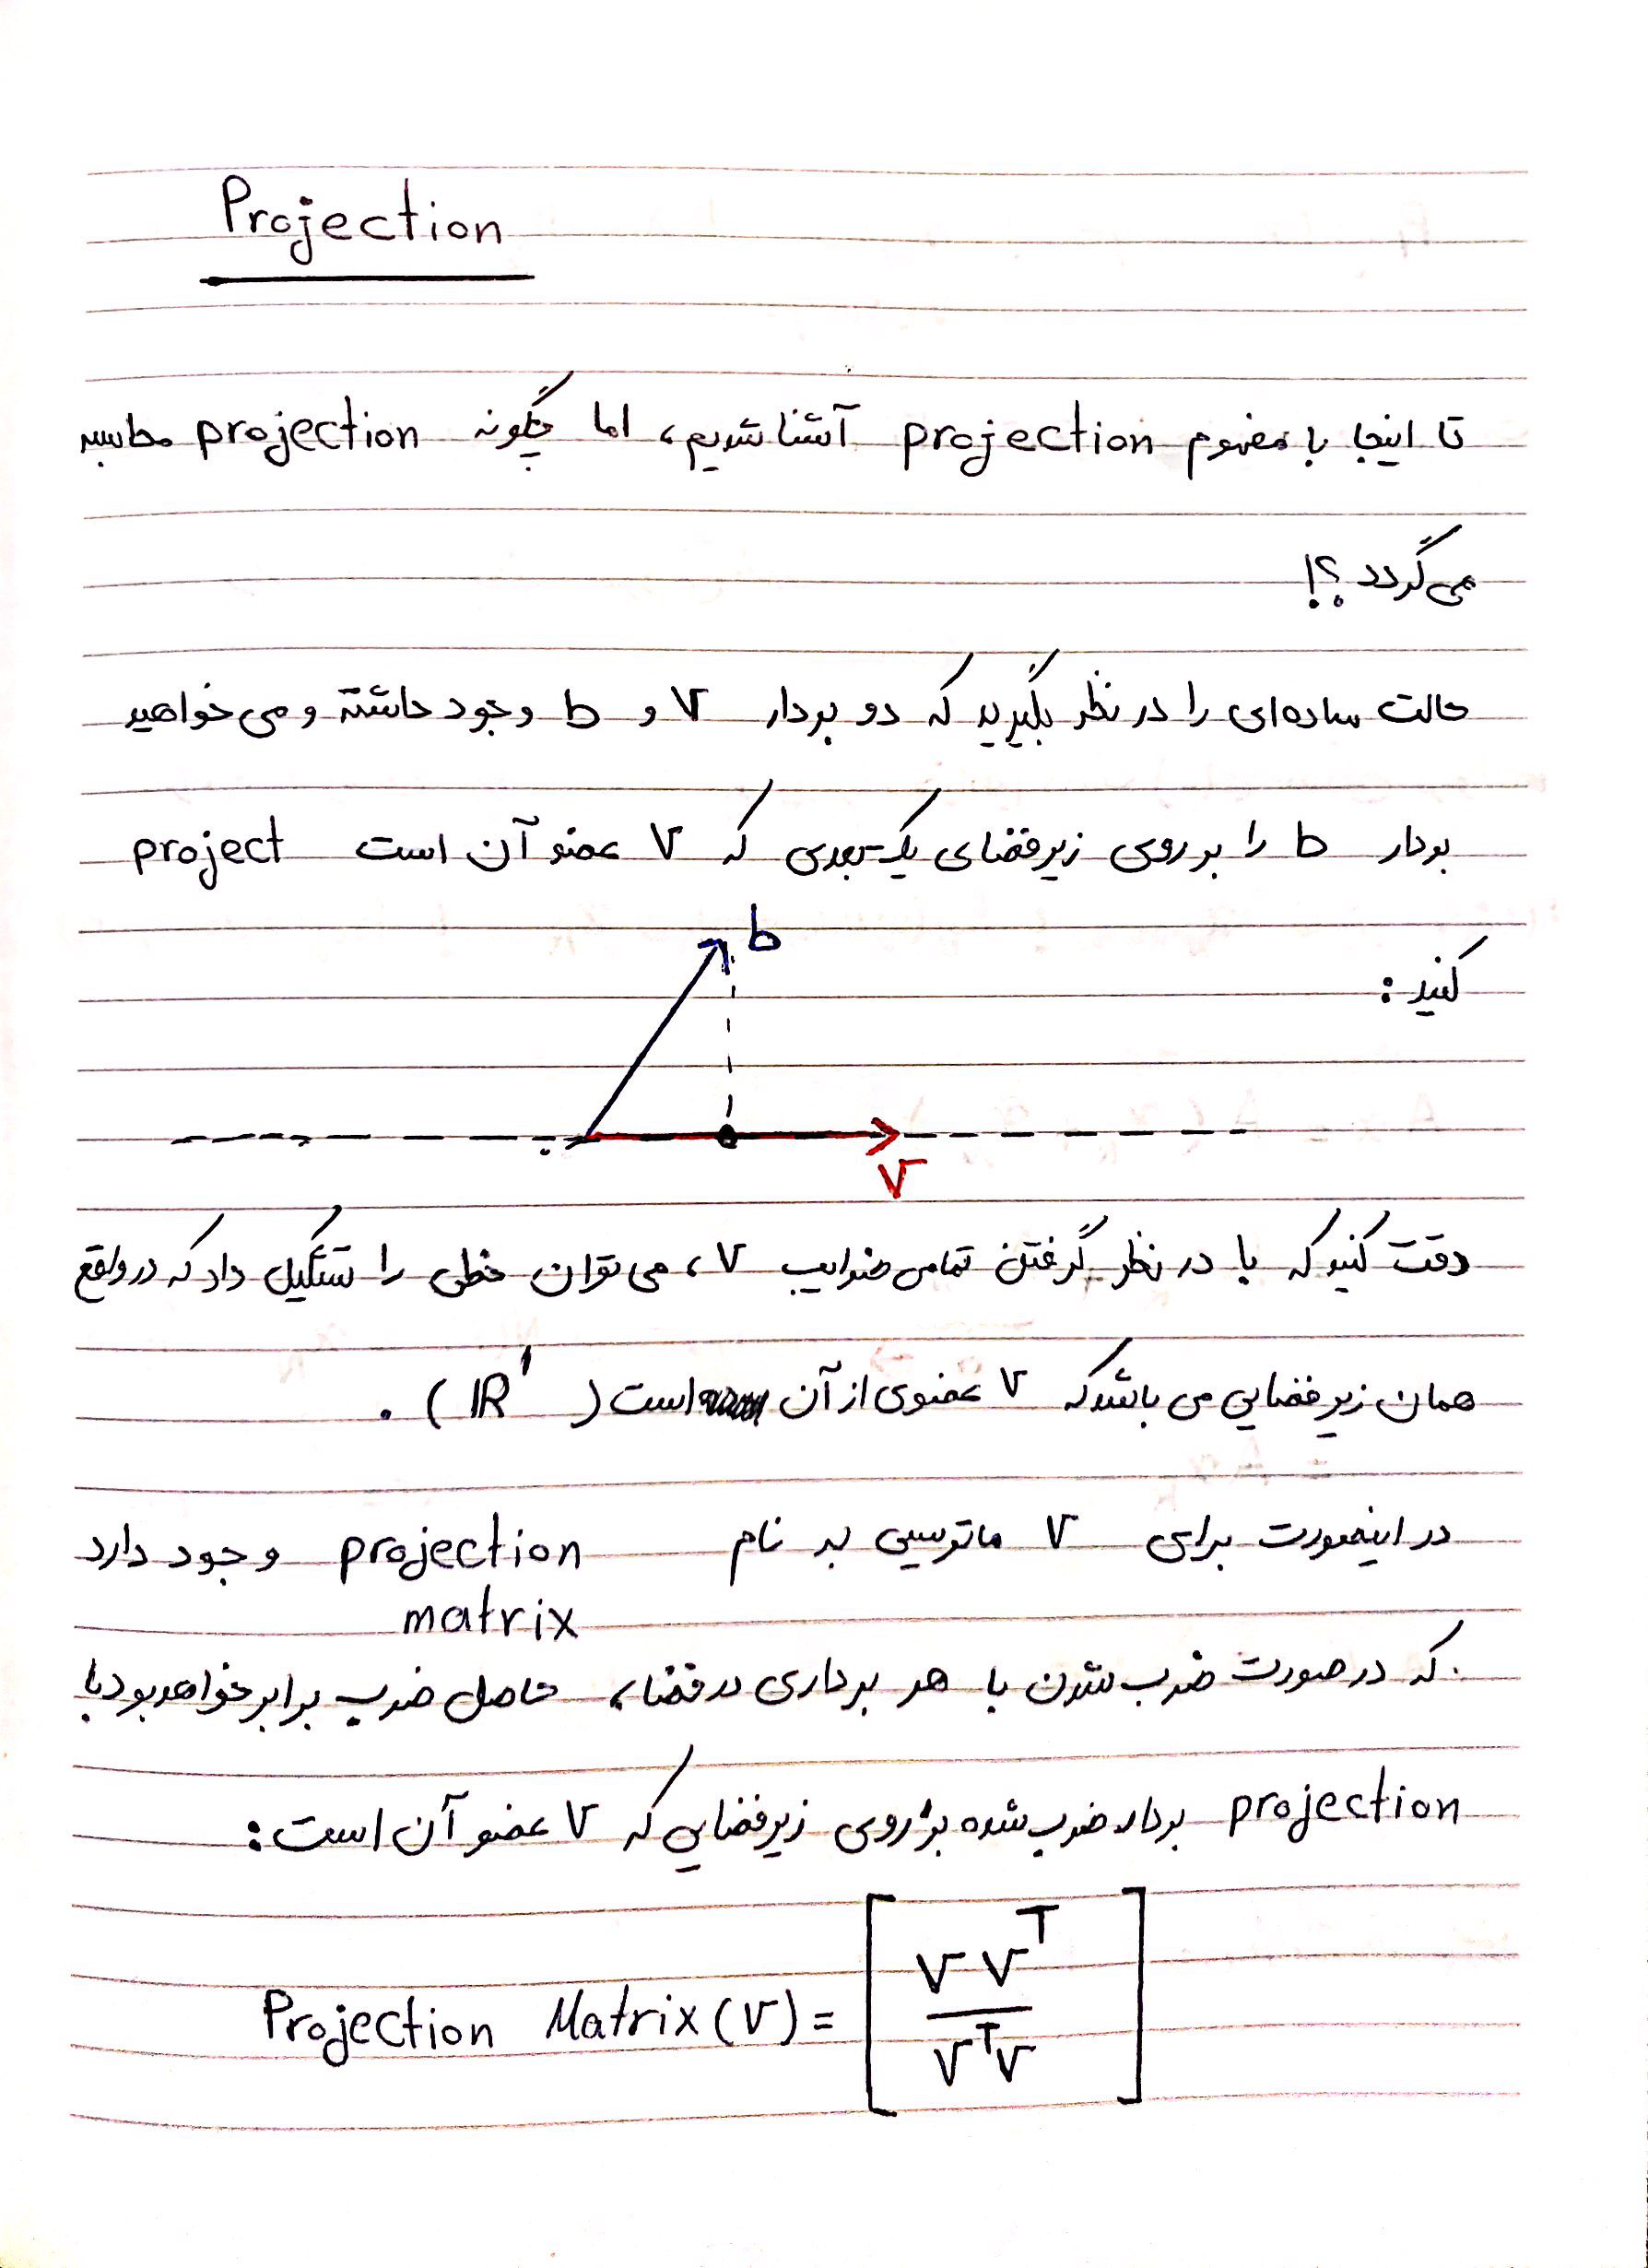 Projection
تا اینجا با مفهوم projection آشنا شدیم، اما چگونه projection محاسبه
می‌گردد ؟!
حالت ساده‌ای را در نظر بگیرید که دو بردار v و b وجود داشته و می‌خواهید
بردار b را بر روی زیرفضای یک‌بعدی که v عضو آن است project
کنید :
b
v
دقت کنید که با در نظر گرفتن تمامی ضرایب v، می‌توان خطی را تشکیل داد که در واقع
همان زیرفضایی می‌باشد که v عضوی از آن است (ℝ¹) .
در اینصورت برای v ماتریسی به نام projection وجود دارد
matrix
که در صورت ضرب شدن با هر برداری در فضا، حاصل ضرب برابر خواهد بود با
projection بردار ضرب شده بر روی زیرفضایی که v عضو آن است :
Projection Matrix(v) = [ v vᵀ / vᵀv ]